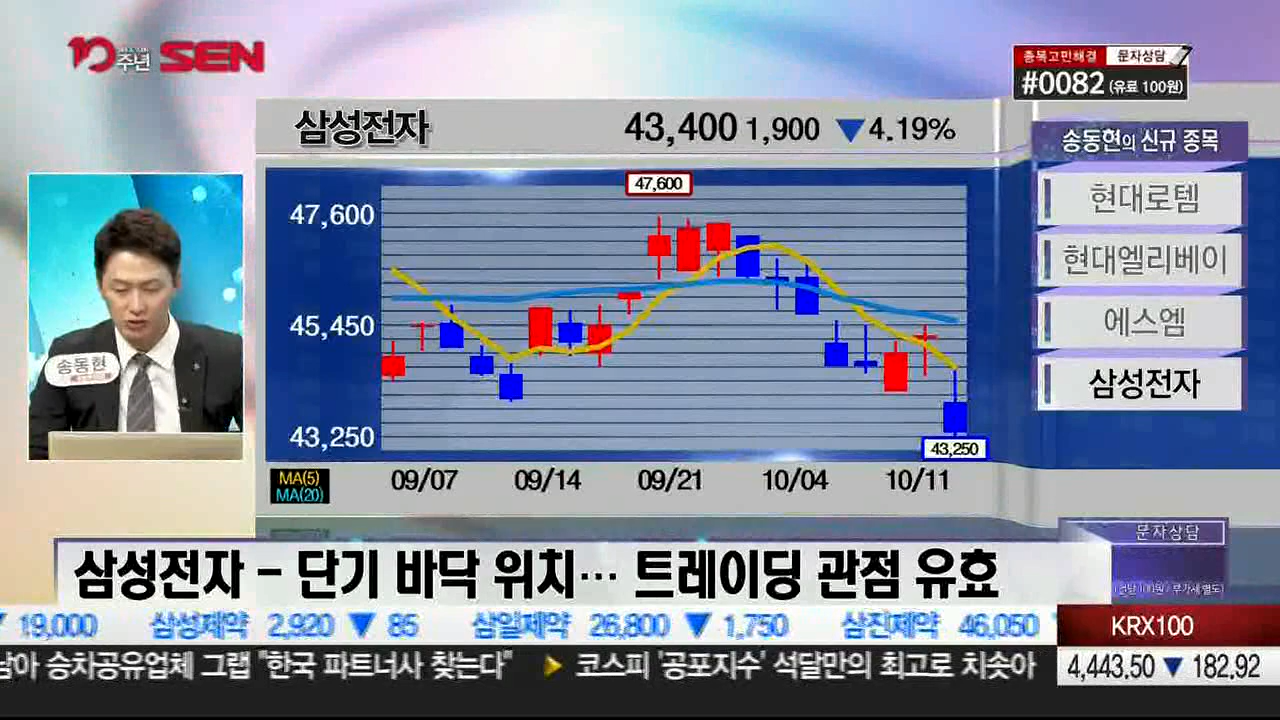 10주년 SEN
종목고민해결 문자상담
#0082 (유료 100원)
삼성전자 43,400 1,900 ▼4.19%
송동현의 신규 종목
현대로템
현대엘리베이
에스엠
삼성전자
47,600
47,600
45,450
43,250
43,250
MA(5)
MA(20)
09/07 09/14 09/21 10/04 10/11
송동현
문자상담
삼성전자 - 단기 바닥 위치… 트레이딩 관점 유효
▼ 19,000 삼성제약 2,920 ▼ 85 삼일제약 26,800 ▼ 1,750 삼진제약 46,050
KRX100
4,443.50 ▼ 182.92
남아 승차공유업체 그랩 "한국 파트너사 찾는다" ▶ 코스피 '공포지수' 석달만의 최고로 치솟아